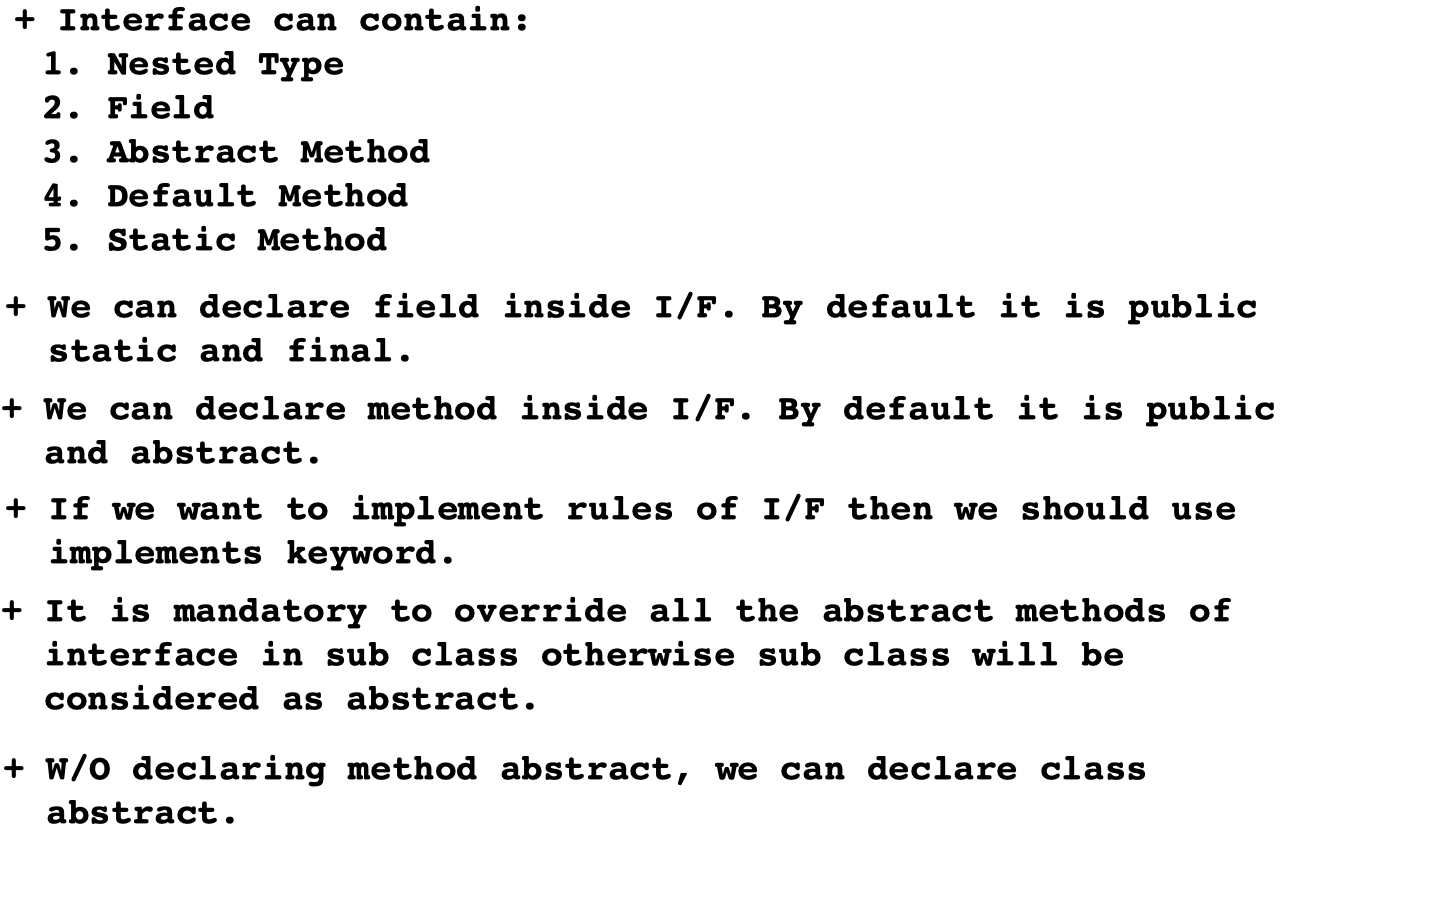 + Interface can contain:
1. Nested Type
2. Field
3. Abstract Method
4. Default Method
5. Static Method
+ We can declare field inside I/F. By default it is public
static and final.
+ We can declare method inside I/F. By default it is public
and abstract.
+ If we want to implement rules of I/F then we should use
implements keyword.
+ It is mandatory to override all the abstract methods of
interface in sub class otherwise sub class will be
considered as abstract.
+ W/O declaring method abstract, we can declare class
abstract.